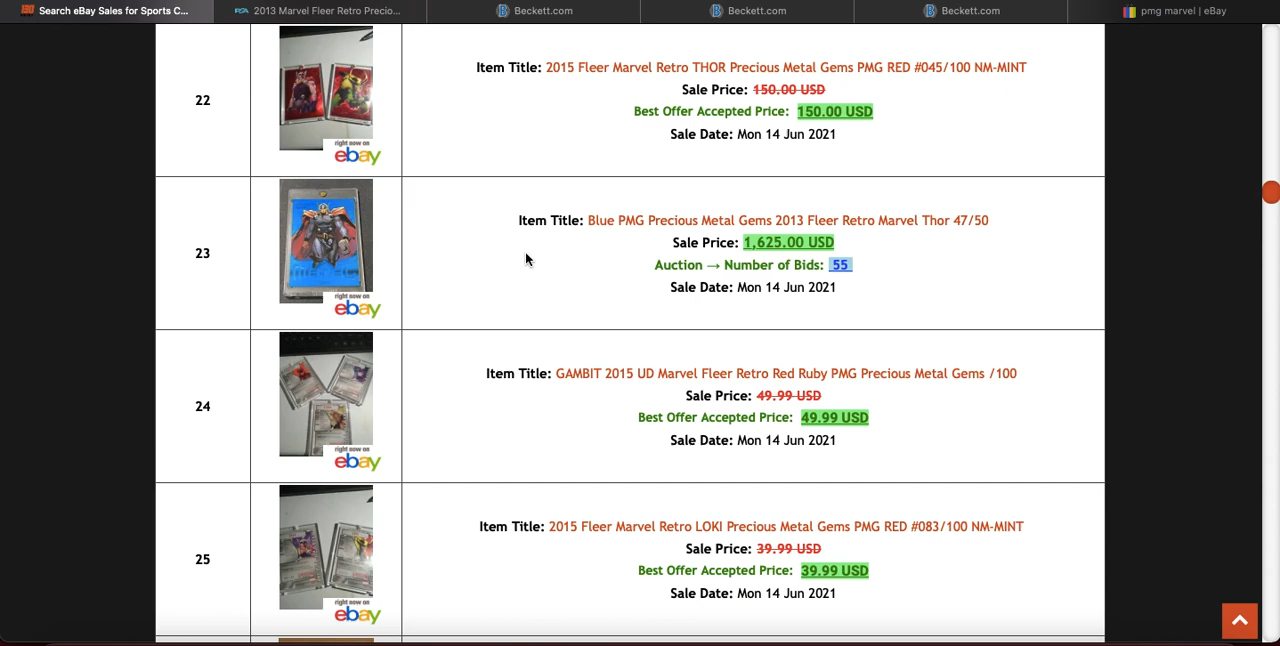 Search eBay Sales for Sports C...
2013 Marvel Fleer Retro Precio...
Beckett.com
Beckett.com
Beckett.com
pmg marvel | eBay
22
right now on
ebay
Item Title: 2015 Fleer Marvel Retro THOR Precious Metal Gems PMG RED #045/100 NM-MINT
Sale Price: 150.00 USD
Best Offer Accepted Price: 150.00 USD
Sale Date: Mon 14 Jun 2021
23
right now on
ebay
Item Title: Blue PMG Precious Metal Gems 2013 Fleer Retro Marvel Thor 47/50
Sale Price: 1,625.00 USD
Auction → Number of Bids: 55
Sale Date: Mon 14 Jun 2021
24
right now on
ebay
Item Title: GAMBIT 2015 UD Marvel Fleer Retro Red Ruby PMG Precious Metal Gems /100
Sale Price: 49.99 USD
Best Offer Accepted Price: 49.99 USD
Sale Date: Mon 14 Jun 2021
25
right now on
ebay
Item Title: 2015 Fleer Marvel Retro LOKI Precious Metal Gems PMG RED #083/100 NM-MINT
Sale Price: 39.99 USD
Best Offer Accepted Price: 39.99 USD
Sale Date: Mon 14 Jun 2021